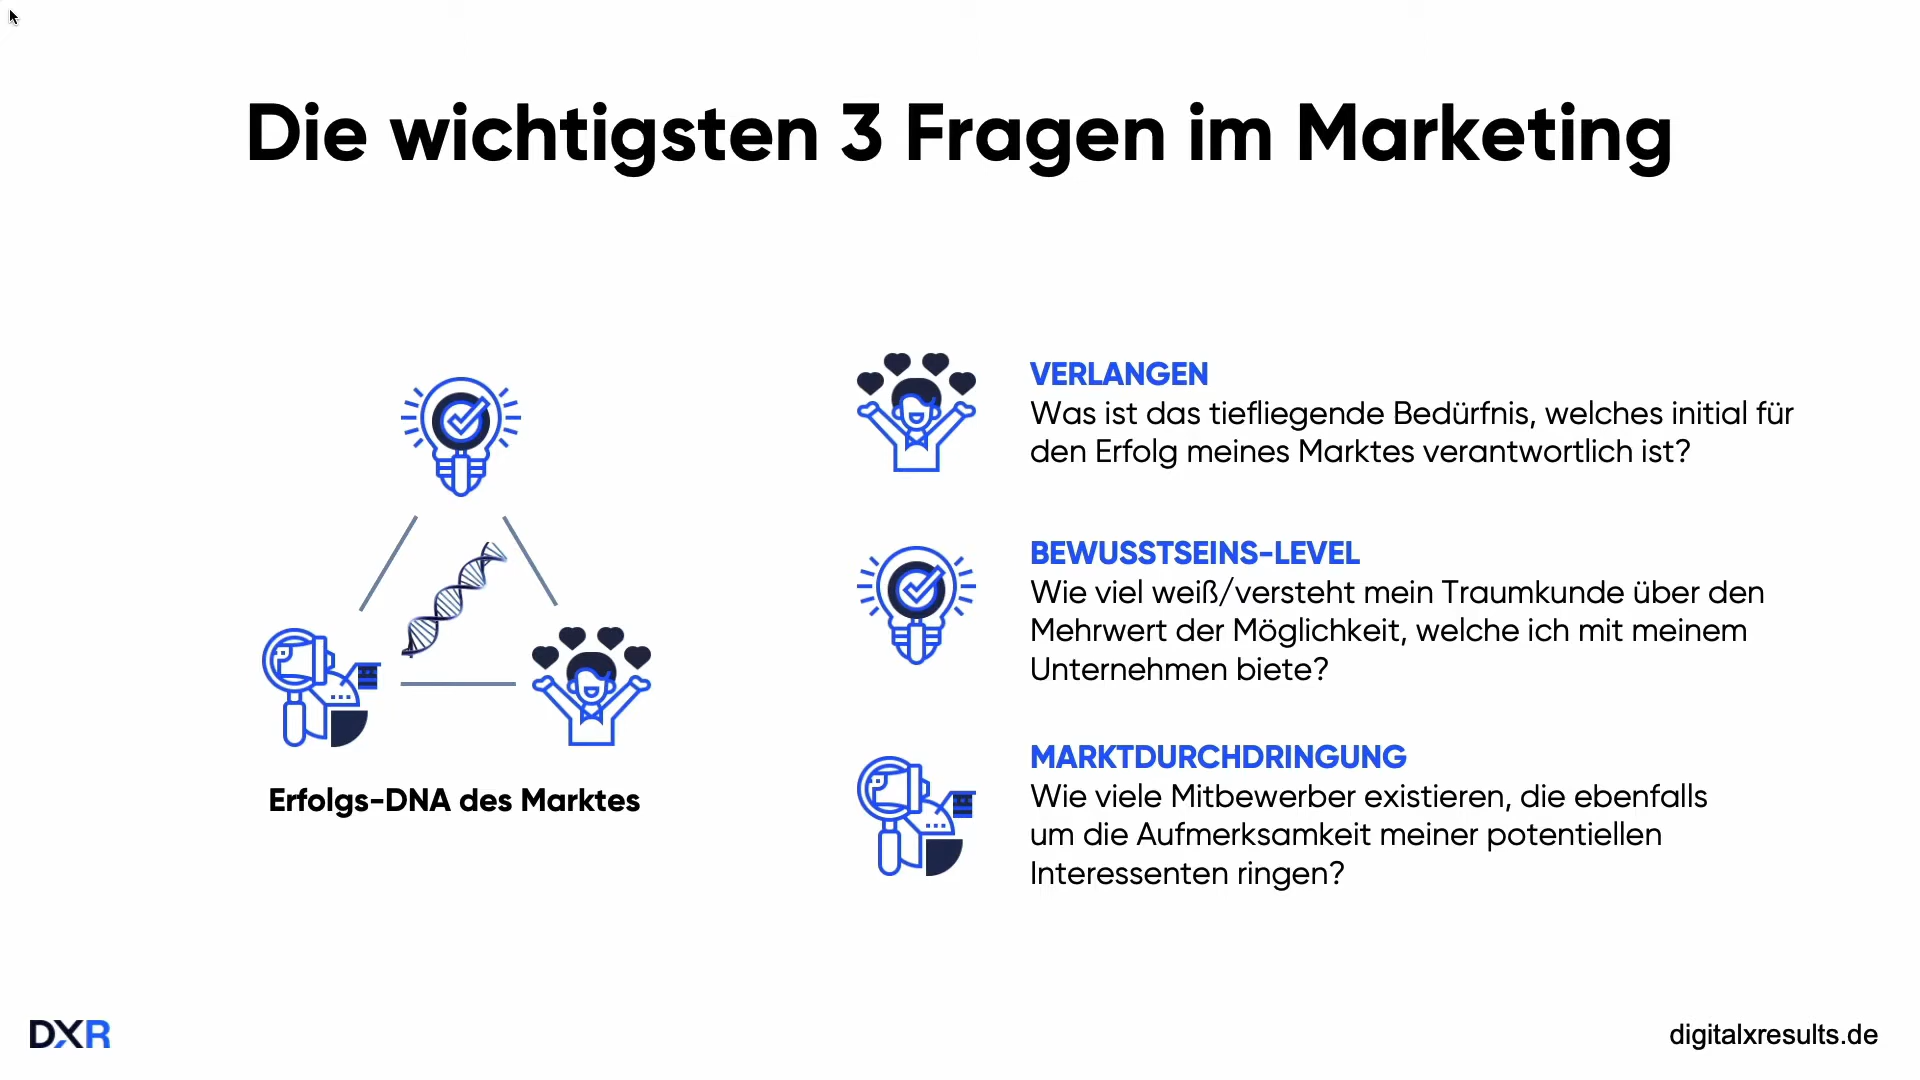 Die wichtigsten 3 Fragen im Marketing
Erfolgs-DNA des Marktes
VERLANGEN
Was ist das tiefliegende Bedürfnis, welches initial für
den Erfolg meines Marktes verantwortlich ist?
BEWUSSTSEINS-LEVEL
Wie viel weiß/versteht mein Traumkunde über den
Mehrwert der Möglichkeit, welche ich mit meinem
Unternehmen biete?
MARKTDURCHDRINGUNG
Wie viele Mitbewerber existieren, die ebenfalls
um die Aufmerksamkeit meiner potentiellen
Interessenten ringen?
DXR
digitalxresults.de